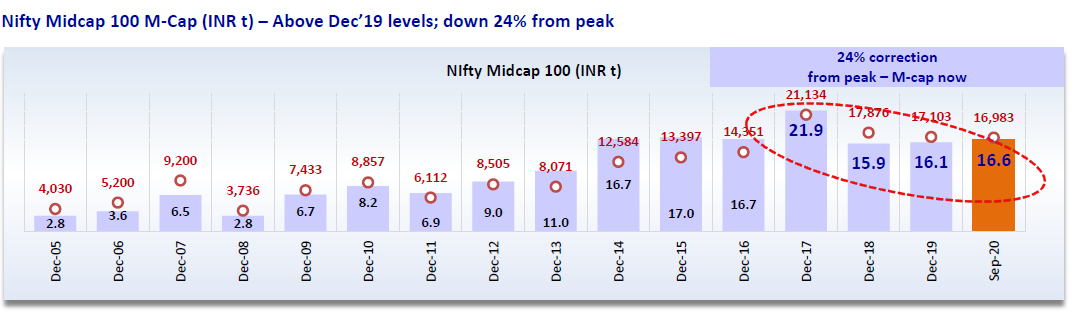 Nifty Midcap 100 M-Cap (INR t) – Above Dec’19 levels; down 24% from peak
NIfty Midcap 100 (INR t)
24% correction
from peak – M-cap now
4,030
5,200
9,200
3,736
7,433
8,857
6,112
8,505
8,071
12,584
13,397
14,351
21,134
17,876
17,103
16,983
2.8
3.6
6.5
2.8
6.7
8.2
6.9
9.0
11.0
16.7
17.0
16.7
21.9
15.9
16.1
16.6
Dec-05
Dec-06
Dec-07
Dec-08
Dec-09
Dec-10
Dec-11
Dec-12
Dec-13
Dec-14
Dec-15
Dec-16
Dec-17
Dec-18
Dec-19
Sep-20